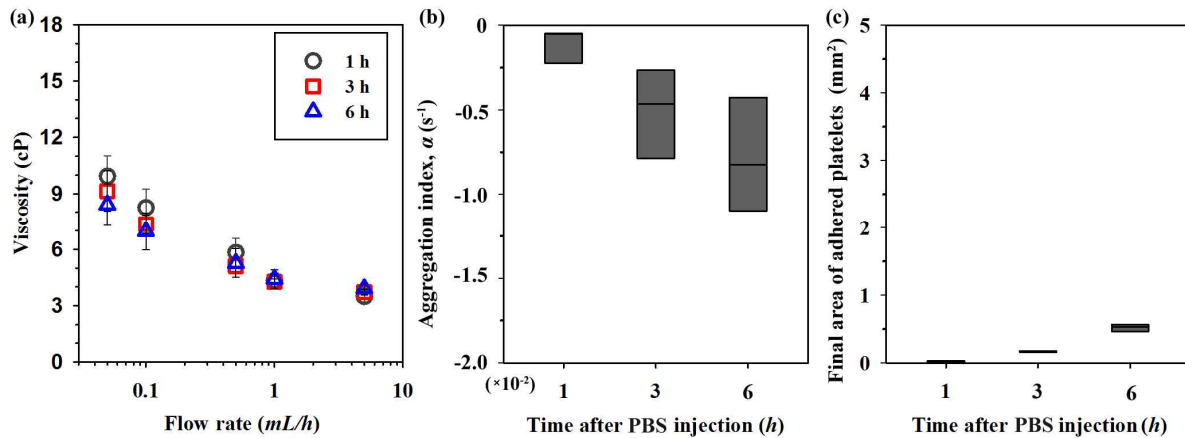 (a)
18
15
12
9
6
3
0
Viscosity (cP)
1 h
3 h
6 h
0.1
1
10
Flow rate (mL/h)
(b)
0
-0.5
-1.0
-1.5
-2.0
(×10⁻²)
Aggregation index, α (s⁻¹)
1
3
6
Time after PBS injection (h)
(c)
5
4
3
2
1
0
Final area of adhered platelets (mm²)
1
3
6
Time after PBS injection (h)